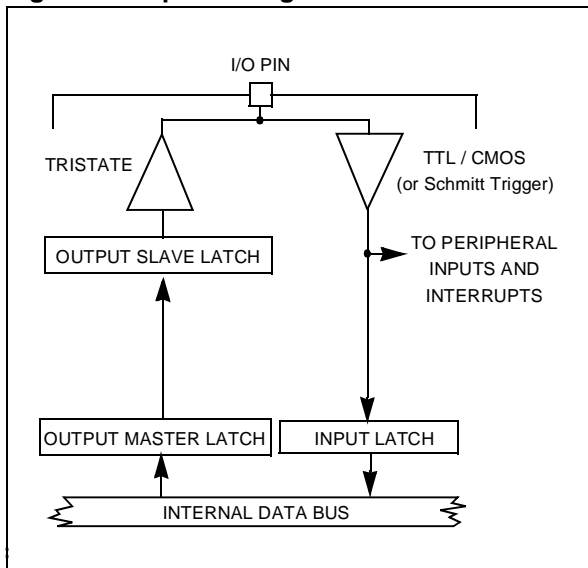 I/O PIN
TRISTATE
TTL / CMOS
(or Schmitt Trigger)
TO PERIPHERAL
INPUTS AND
INTERRUPTS
OUTPUT SLAVE LATCH
OUTPUT MASTER LATCH
INPUT LATCH
INTERNAL DATA BUS